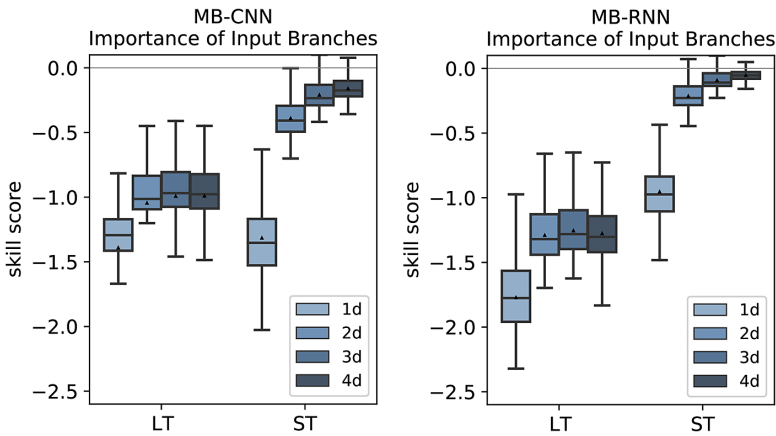 MB-CNN
Importance of Input Branches
skill score
0.0
−0.5
−1.0
−1.5
−2.0
−2.5
LT
ST
1d
2d
3d
4d
MB-RNN
Importance of Input Branches
skill score
0.0
−0.5
−1.0
−1.5
−2.0
−2.5
LT
ST
1d
2d
3d
4d